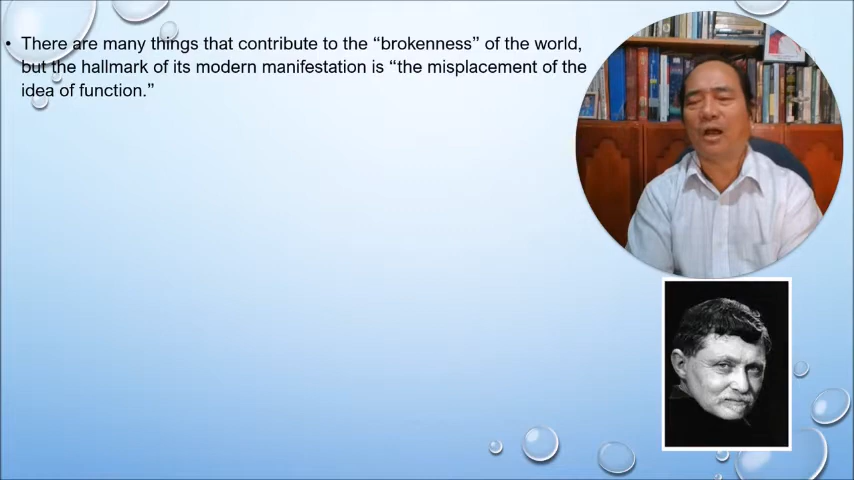 • There are many things that contribute to the “brokenness” of the world,
but the hallmark of its modern manifestation is “the misplacement of the
idea of function.”